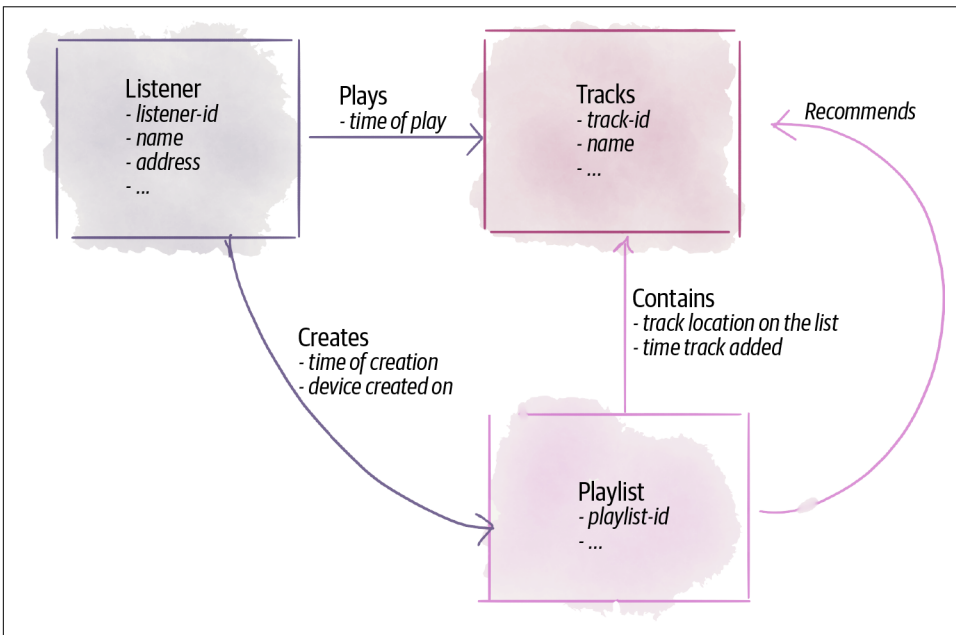 Listener
- listener-id
- name
- address
- ...
Plays
- time of play
Tracks
- track-id
- name
- ...
Recommends
Creates
- time of creation
- device created on
Contains
- track location on the list
- time track added
Playlist
- playlist-id
- ...